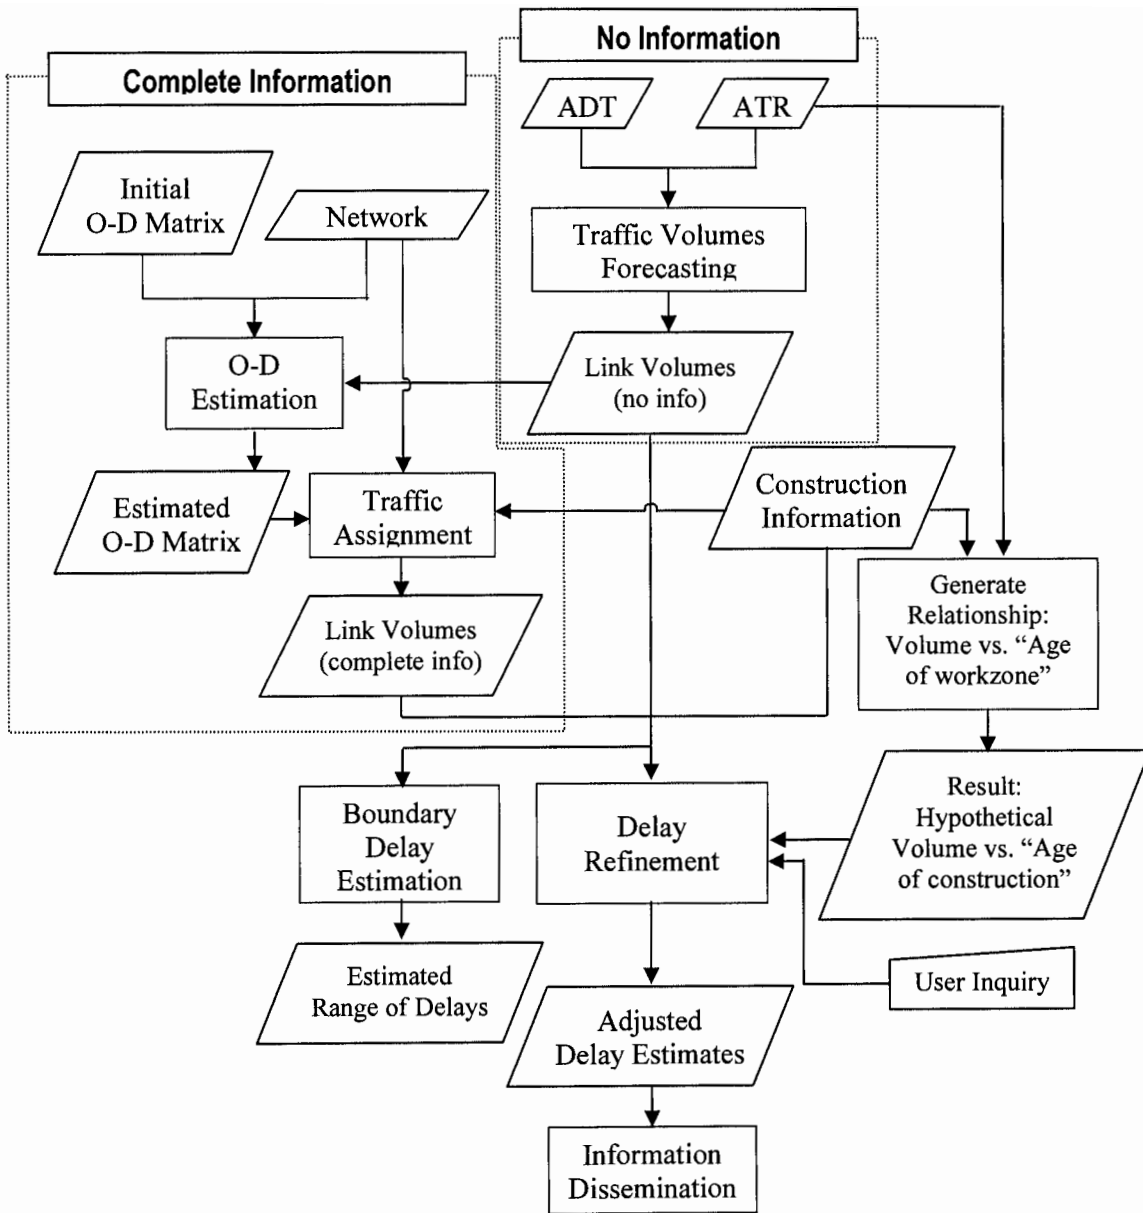 No Information
Complete Information
ADT
ATR
Initial
O-D Matrix
Network
Traffic Volumes
Forecasting
O-D
Estimation
Link Volumes
(no info)
Estimated
O-D Matrix
Traffic
Assignment
Construction
Information
Link Volumes
(complete info)
Generate
Relationship:
Volume vs. “Age
of workzone”
Boundary
Delay
Estimation
Delay
Refinement
Result:
Hypothetical
Volume vs. “Age
of construction”
Estimated
Range of Delays
User Inquiry
Adjusted
Delay Estimates
Information
Dissemination